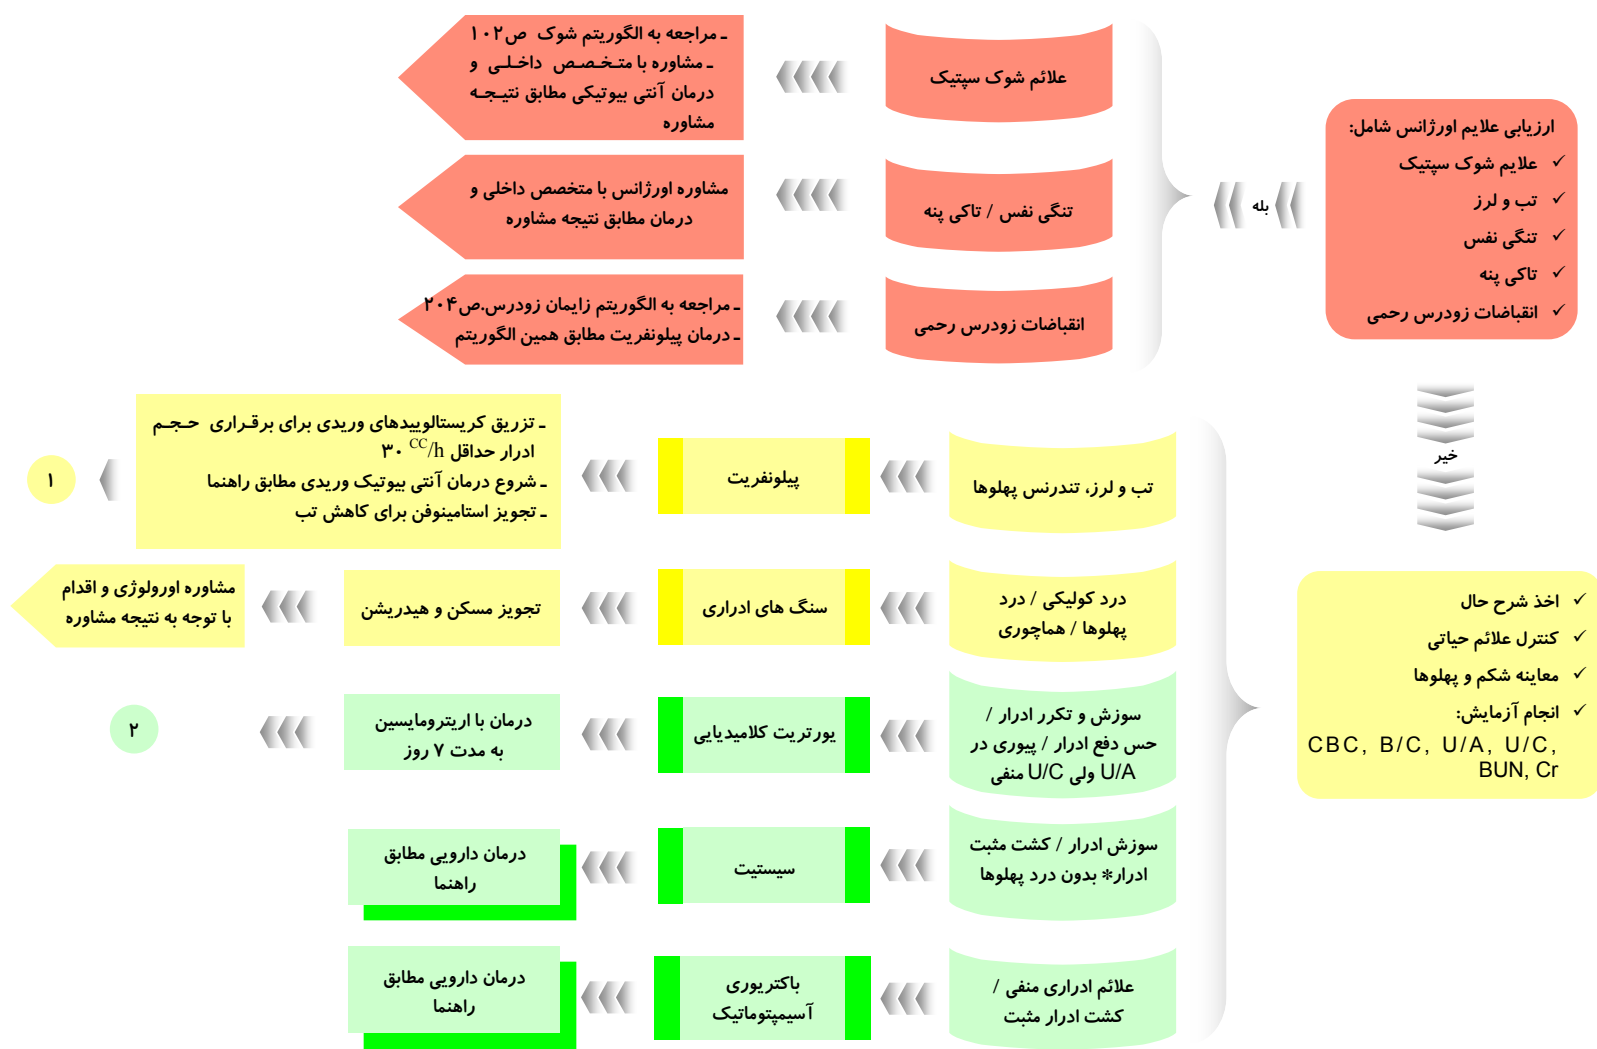 ارزیابی علایم اورژانس شامل:
✓ علایم شوک سپتیک
✓ تب و لرز
✓ تنگی نفس
✓ تاکی پنه
✓ انقباضات زودرس رحمی
بله
علائم شوک سپتیک
ـ مراجعه به الگوریتم شوک ص۱۰۲
ـ مشاوره با متخصص داخلی و
درمان آنتی بیوتیکی مطابق نتیجه
مشاوره
تنگی نفس / تاکی پنه
مشاوره اورژانس با متخصص داخلی و
درمان مطابق نتیجه مشاوره
انقباضات زودرس رحمی
ـ مراجعه به الگوریتم زایمان زودرس.ص۲۰۴
ـ درمان پیلونفریت مطابق همین الگوریتم
خیر
✓ اخذ شرح حال
✓ کنترل علائم حیاتی
✓ معاینه شکم و پهلوها
✓ انجام آزمایش:
CBC, B/C, U/A, U/C,
BUN, Cr
تب و لرز، تندرنس پهلوها
پیلونفریت
ـ تزریق کریستالوییدهای وریدی برای برقراری حجم
ادرار حداقل ۳۰ CC/h
ـ شروع درمان آنتی بیوتیک وریدی مطابق راهنما
ـ تجویز استامینوفن برای کاهش تب
۱
درد کولیکی / درد
پهلوها / هماچوری
سنگ های ادراری
تجویز مسکن و هیدریشن
مشاوره اورولوژی و اقدام
با توجه به نتیجه مشاوره
سوزش و تکرر ادرار /
حس دفع ادرار / پیوری در
U/A ولی U/C منفی
یورتریت کلامیدیایی
درمان با اریترومایسین
به مدت ۷ روز
۲
سوزش ادرار / کشت مثبت
ادرار* بدون درد پهلوها
سیستیت
درمان دارویی مطابق
راهنما
علائم ادراری منفی /
کشت ادرار مثبت
باکتریوری
آسیمپتوماتیک
درمان دارویی مطابق
راهنما